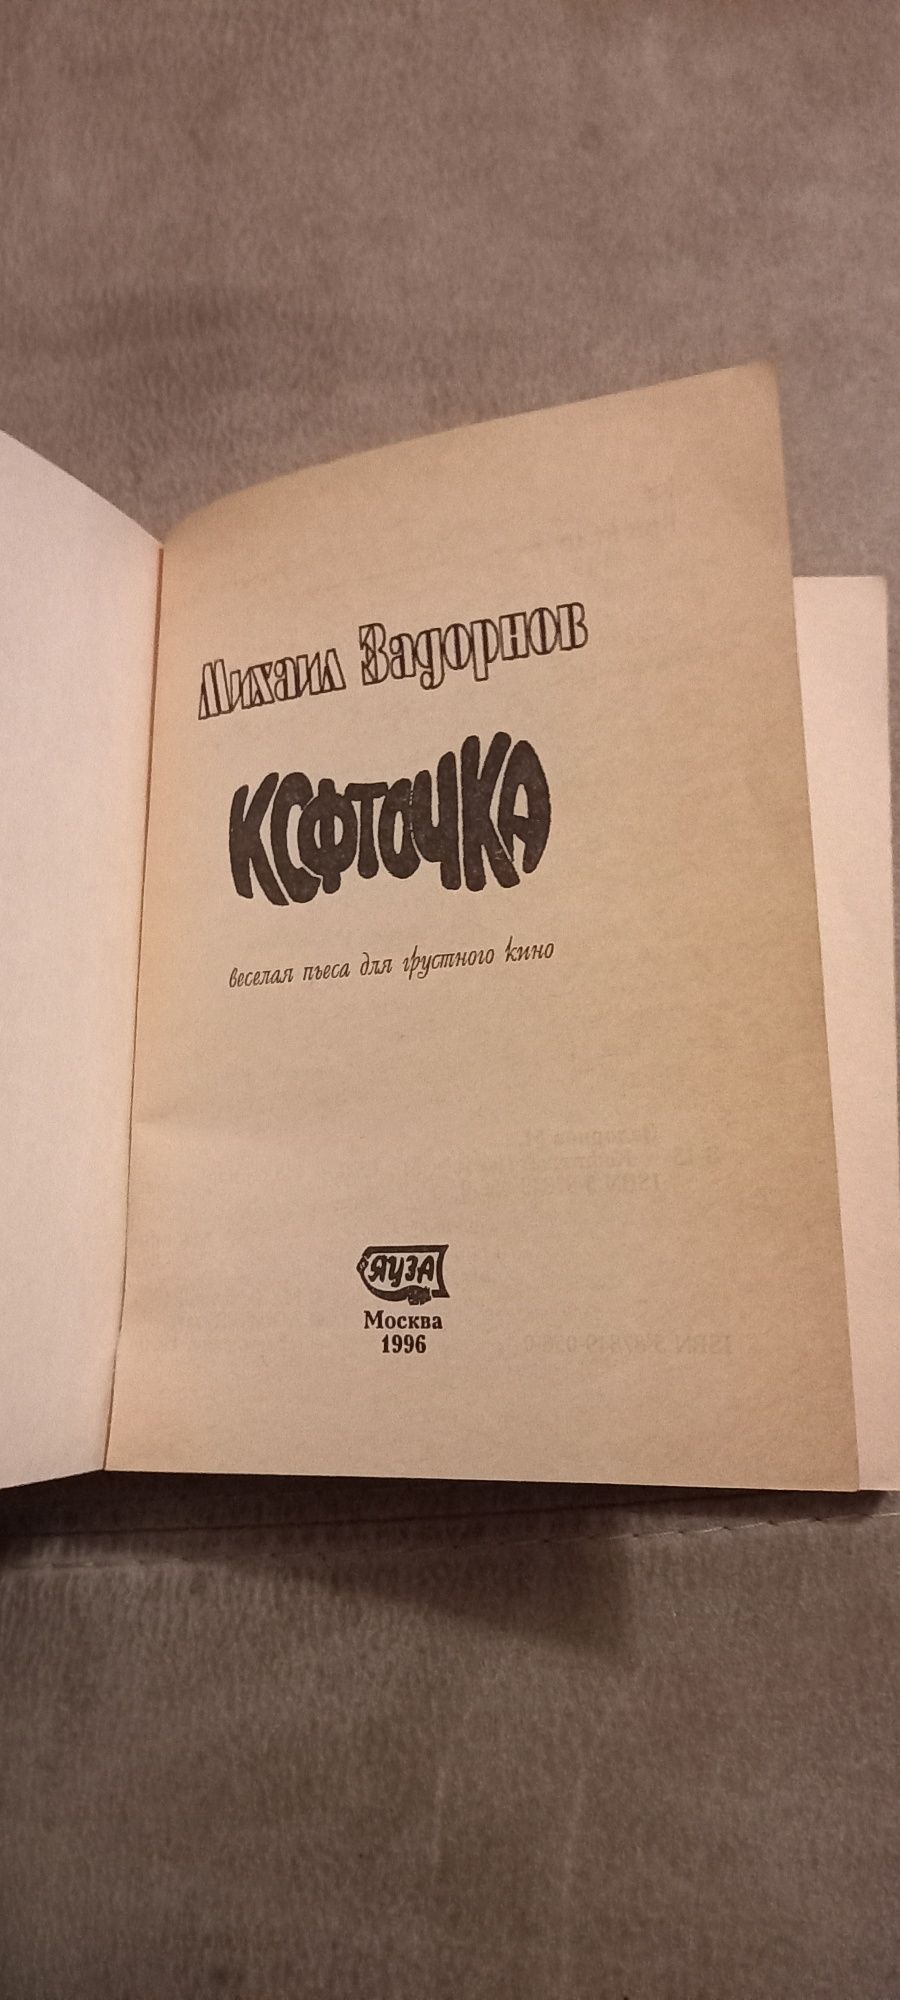 Михаил Задорнов
КОФТОЧКА
веселая пьеса для грустного кино
ЯУЗА
Москва
1996